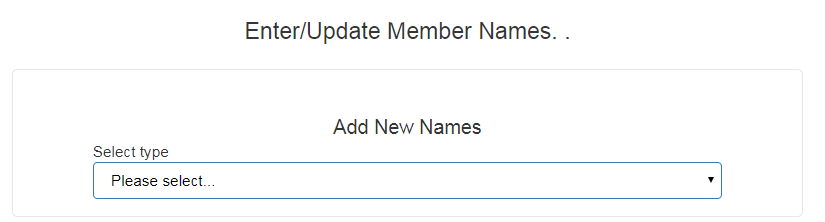 Enter/Update Member Names. .
Add New Names
Select type
Please select...